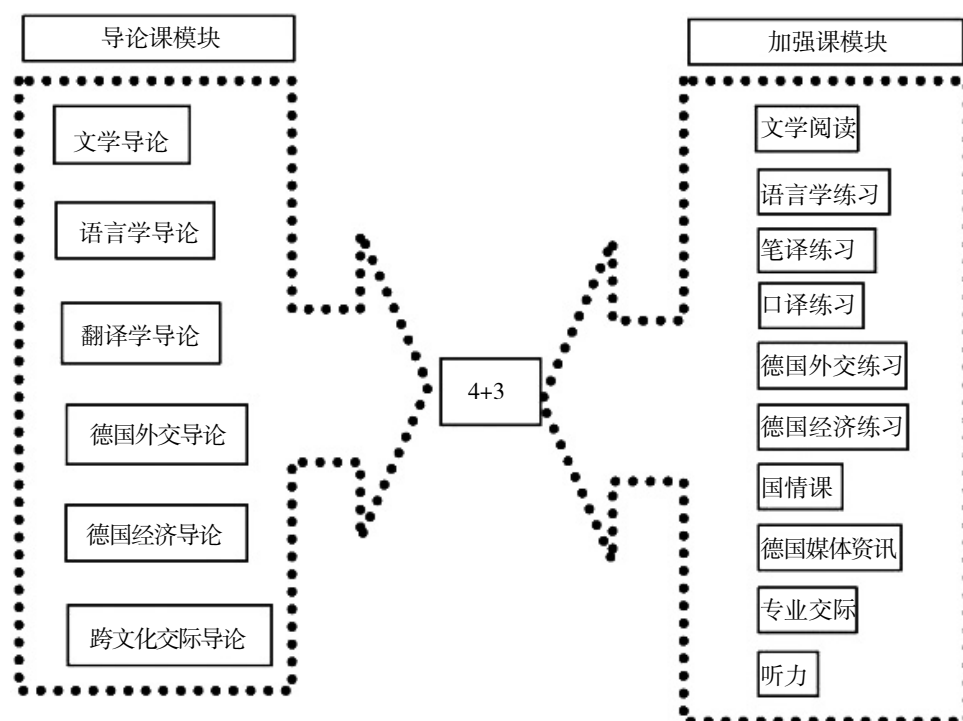 导论课模块
文学导论
语言学导论
翻译学导论
德国外交导论
德国经济导论
跨文化交际导论
4+3
加强课模块
文学阅读
语言学练习
笔译练习
口译练习
德国外交练习
德国经济练习
国情课
德国媒体资讯
专业交际
听力